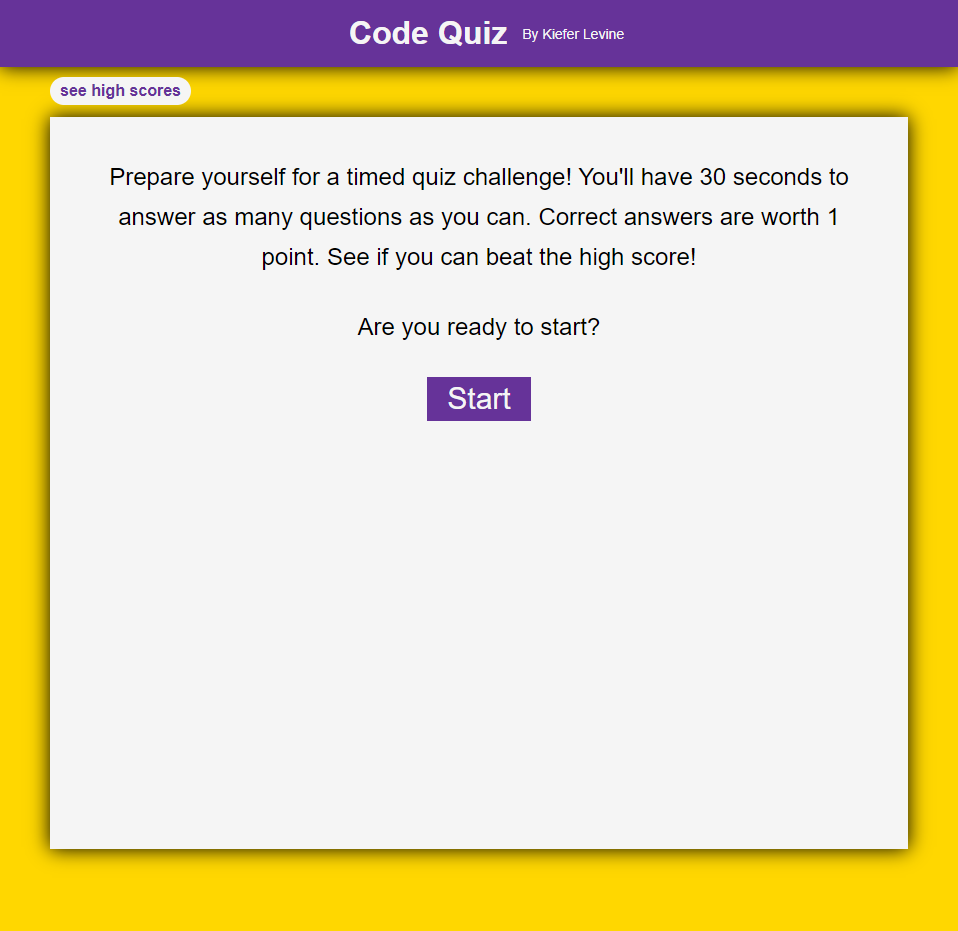 Code Quiz By Kiefer Levine
see high scores
Prepare yourself for a timed quiz challenge! You'll have 30 seconds to
answer as many questions as you can. Correct answers are worth 1
point. See if you can beat the high score!
Are you ready to start?
Start